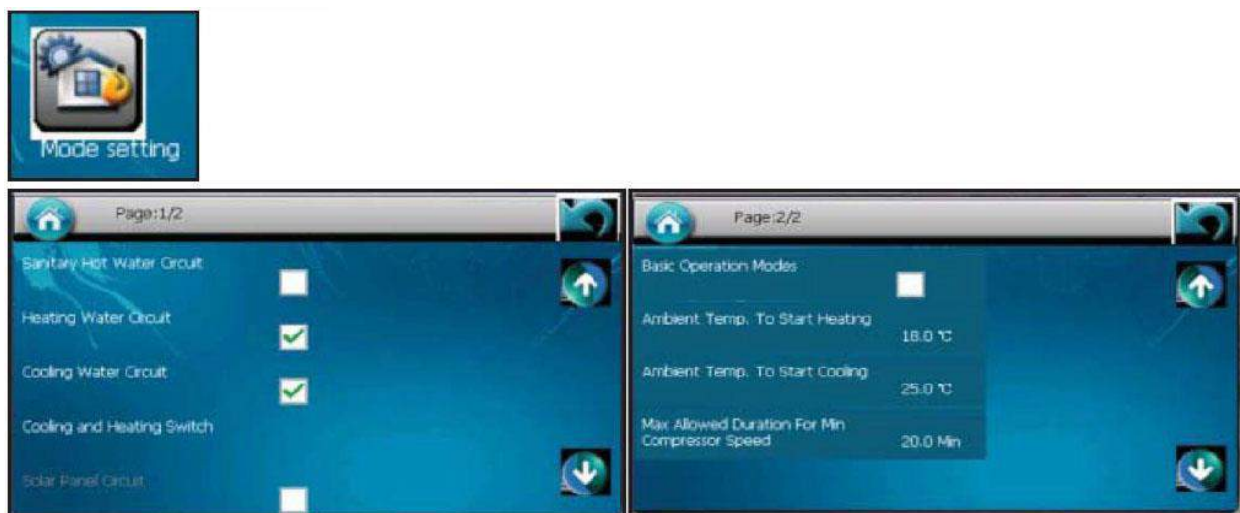 Mode setting
Page:1/2
Sanitary Hot Water Circuit
Heating Water Circuit
Cooling Water Circuit
Cooling and Heating Switch
Solar Panel Circuit
Page:2/2
Basic Operation Modes
Ambient Temp. To Start Heating
18.0 °C
Ambient Temp. To Start Cooling
25.0 °C
Max Allowed Duration For Min
Compressor Speed
20.0 Min